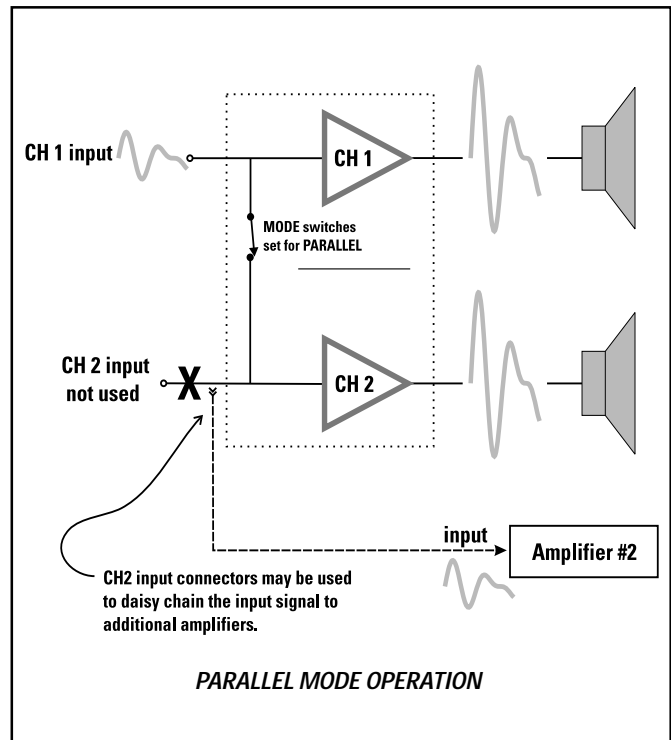 CH 1 input
CH 1
MODE switches
set for PARALLEL
CH 2 input
not used
X
CH 2
input
Amplifier #2
CH2 input connectors may be used
to daisy chain the input signal to
additional amplifiers.
PARALLEL MODE OPERATION